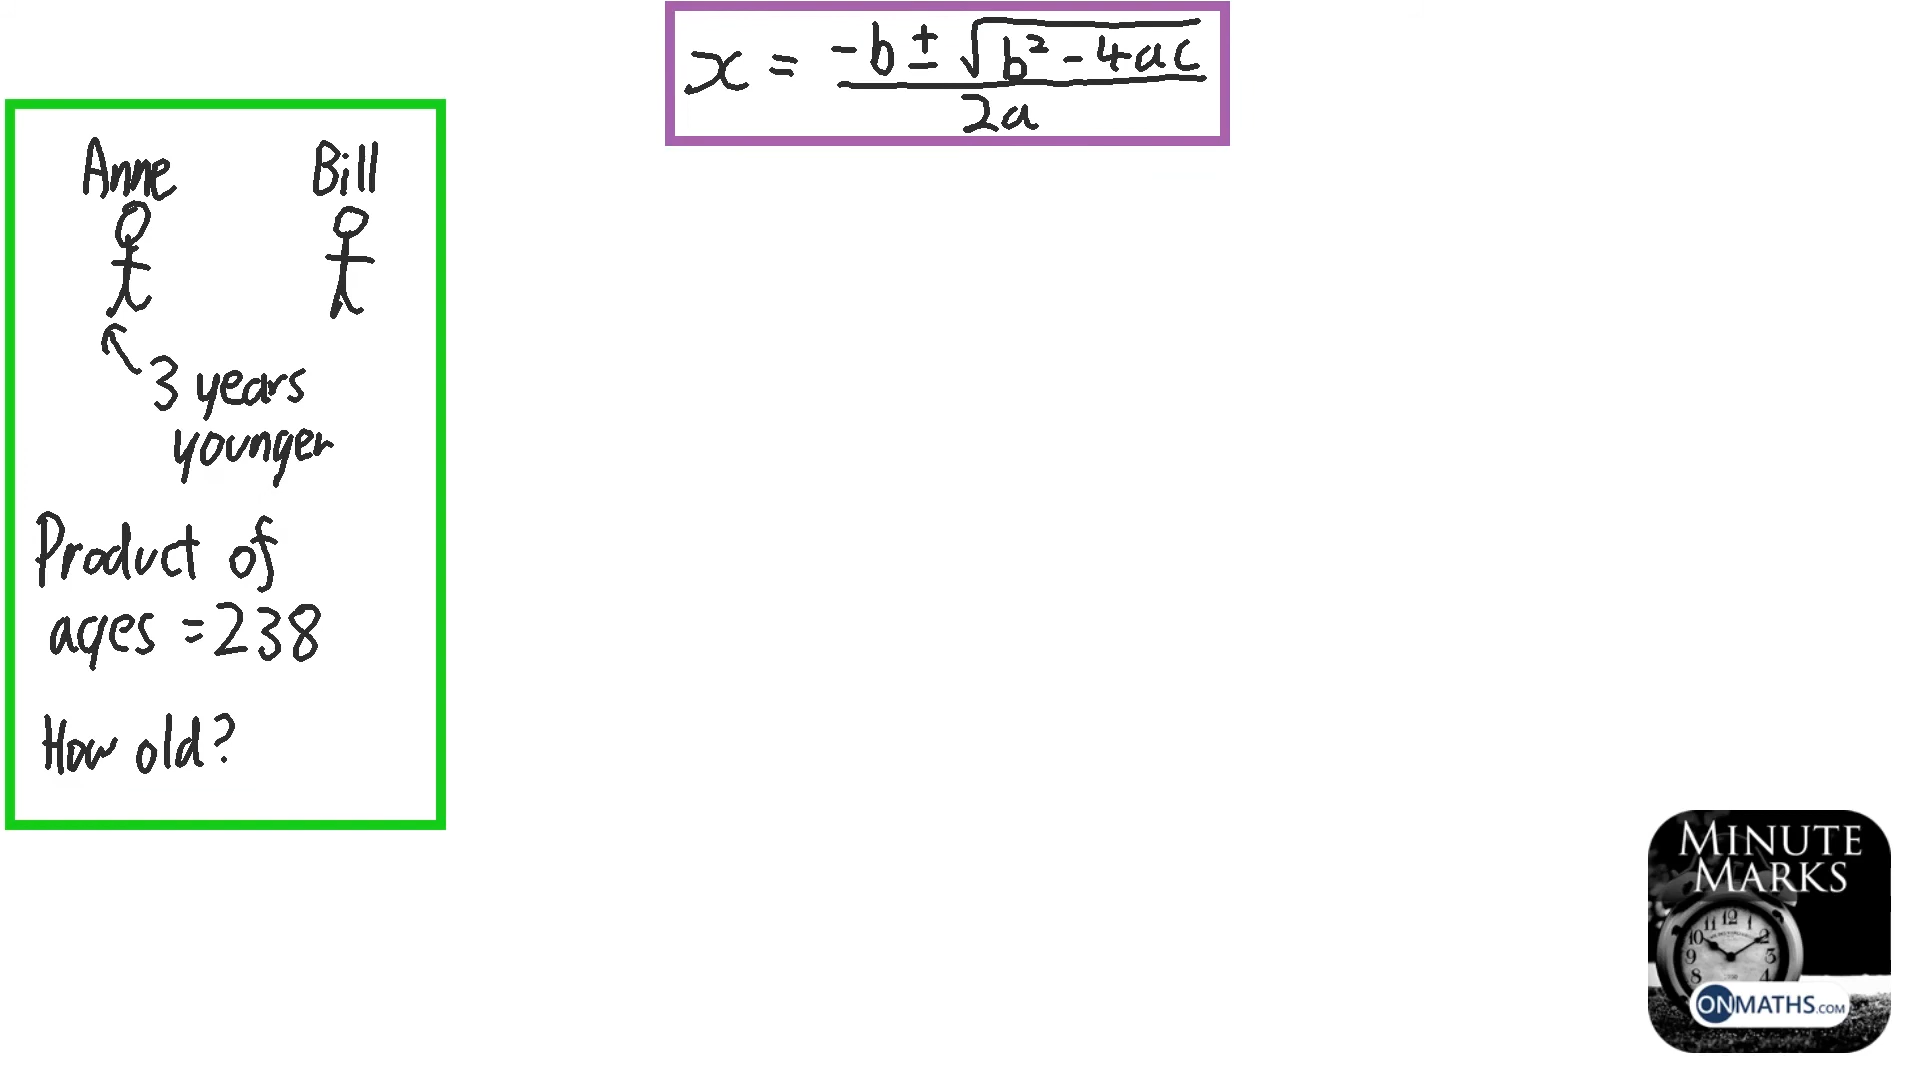 x = -b ± √b² - 4ac / 2a
Anne Bill
3 years
younger
Product of
ages = 238
How old?
MINUTE
MARKS
ONMATHS.COM